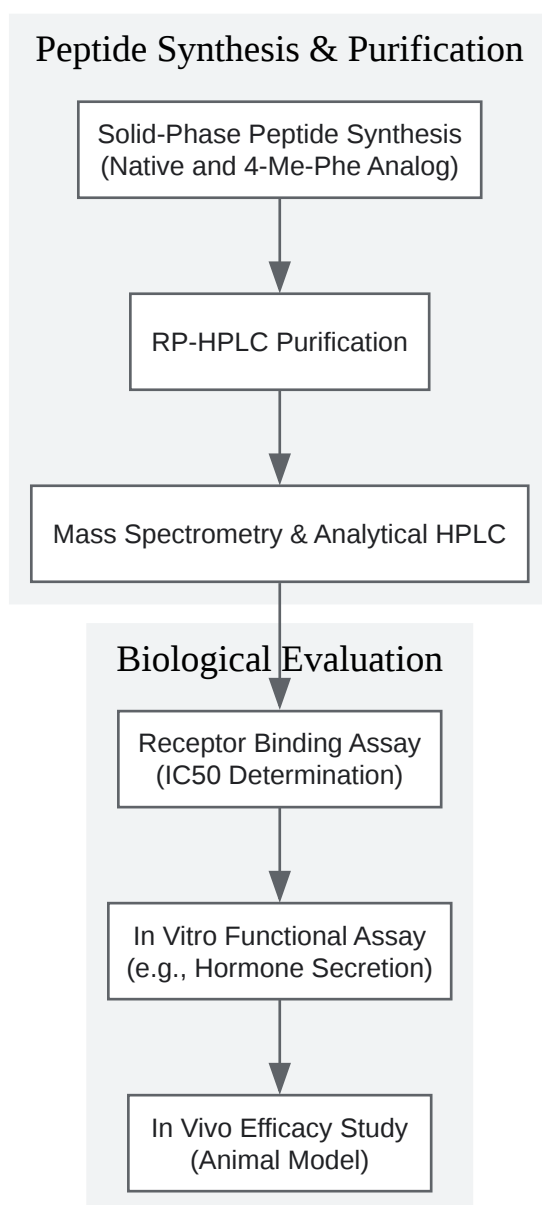 Peptide Synthesis & Purification
Solid-Phase Peptide Synthesis
(Native and 4-Me-Phe Analog)
RP-HPLC Purification
Mass Spectrometry & Analytical HPLC
Biological Evaluation
Receptor Binding Assay
(IC50 Determination)
In Vitro Functional Assay
(e.g., Hormone Secretion)
In Vivo Efficacy Study
(Animal Model)